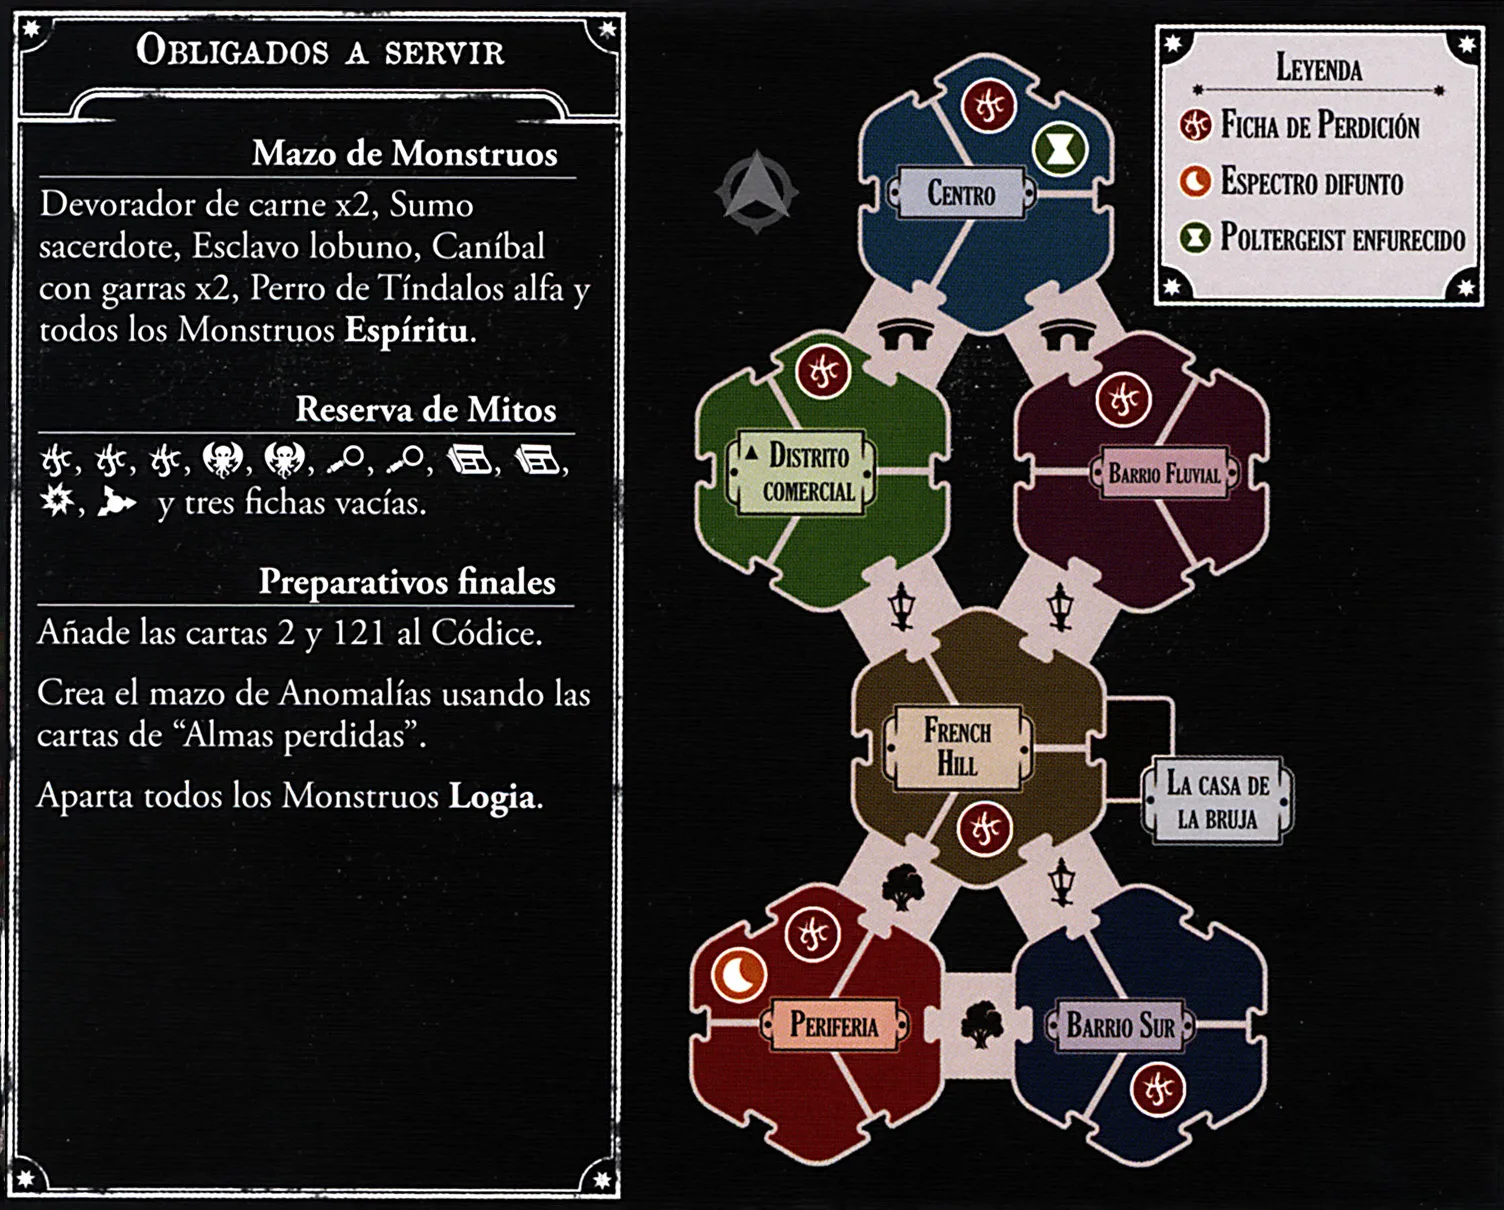 Obligados a servir
Mazo de Monstruos
Devorador de carne x2, Sumo
sacerdote, Esclavo lobuno, Caníbal
con garras x2, Perro de Tíndalos alfa y
todos los Monstruos Espíritu.
Reserva de Mitos
y tres fichas vacías.
Preparativos finales
Añade las cartas 2 y 121 al Códice.
Crea el mazo de Anomalías usando las
cartas de “Almas perdidas”.
Aparta todos los Monstruos Logia.
Leyenda
Ficha de Perdición
Espectro difunto
Poltergeist enfurecido
Centro
Distrito
comercial
Barrio Fluvial
French
Hill
La casa de
la bruja
Periferia
Barrio Sur